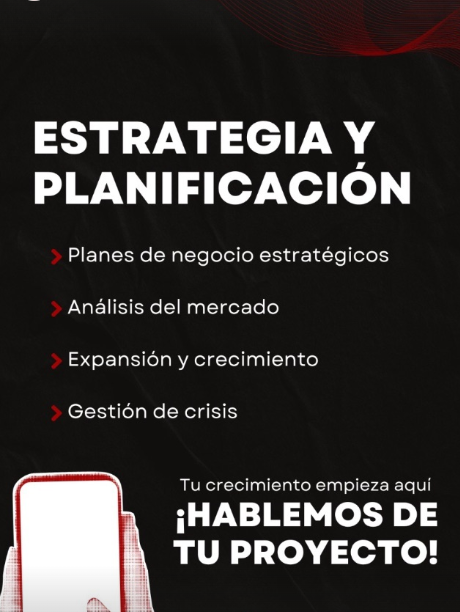 ESTRATEGIA Y
PLANIFICACIÓN
Planes de negocio estratégicos
Análisis del mercado
Expansión y crecimiento
Gestión de crisis
Tu crecimiento empieza aquí
¡HABLEMOS DE
TU PROYECTO!